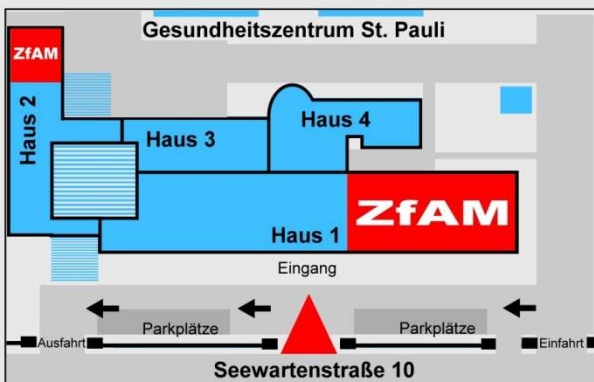 Gesundheitszentrum St. Pauli
ZfAM
Haus 2
Haus 3
Haus 4
ZfAM
Haus 1
Eingang
Parkplätze
Parkplätze
Ausfahrt
Einfahrt
Seewartenstraße 10